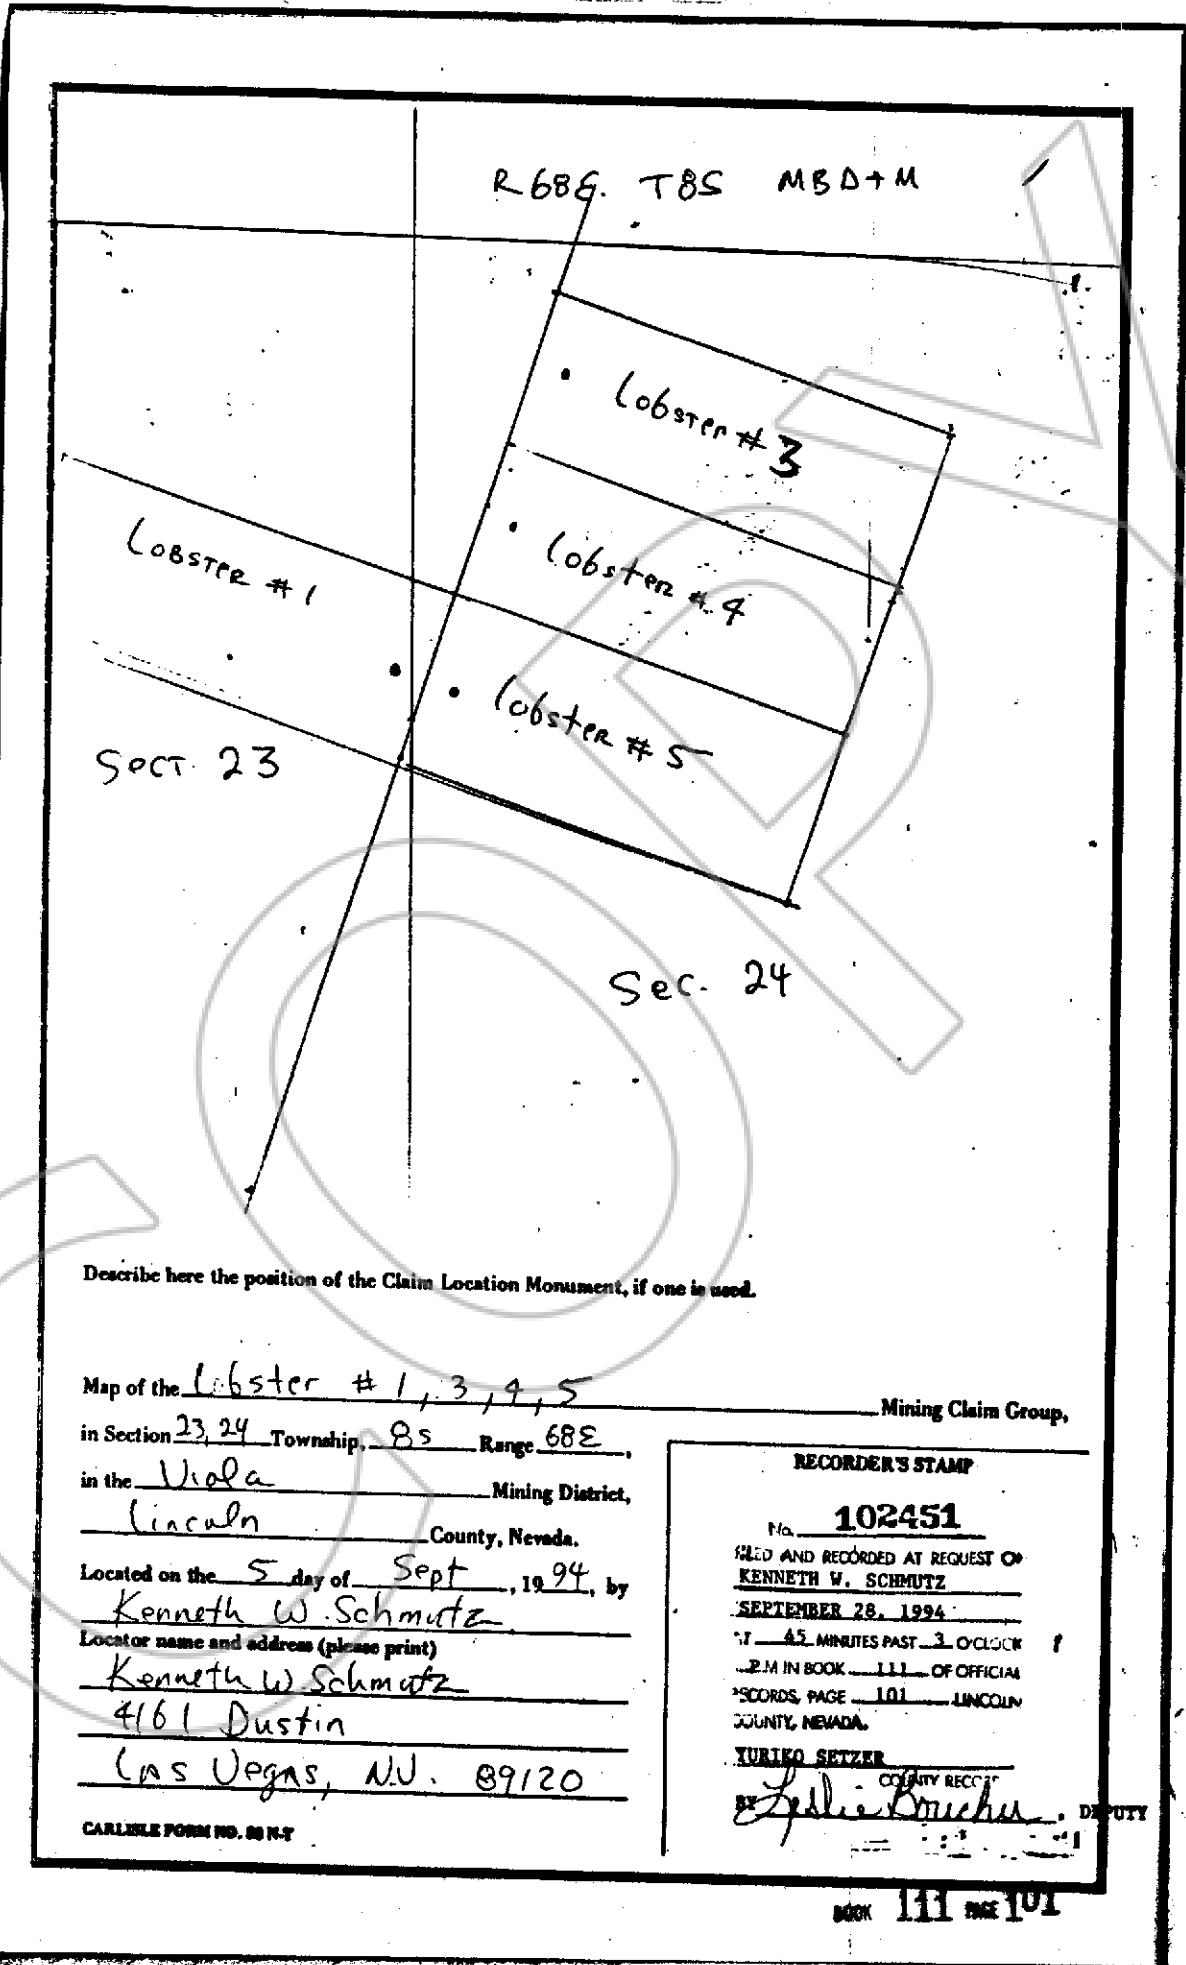 R 68E. T8S MBD+M
Lobster # 3
Lobster # 4
LOBSTER # 1
Lobster # 5
SECT. 23
Sec. 24
COPY
Describe here the position of the Claim Location Monument, if one is used.
Map of the Lobster # 1, 3, 4, 5 Mining Claim Group,
in Section 23, 24 Township, 8S Range 68E,
in the Viola Mining District,
Lincoln County, Nevada.
Located on the 5 day of Sept, 1994, by
Kenneth W. Schmutz
Locator name and address (please print)
Kenneth W. Schmutz
4161 Dustin
Las Vegas, N.V. 89120
CARLISLE FORM NO. 88 N-Y
RECORDER'S STAMP
No. 102451
FILED AND RECORDED AT REQUEST OF
KENNETH W. SCHMUTZ
SEPTEMBER 28, 1994
AT 45 MINUTES PAST 3 O'CLOCK
P.M IN BOOK 111 OF OFFICIAL
RECORDS, PAGE 101 LINCOLN
COUNTY, NEVADA.
YURIKO SETZER
COUNTY RECOR
BY Leslie Boucher, DEPUTY
BOOK 111 PAGE 101